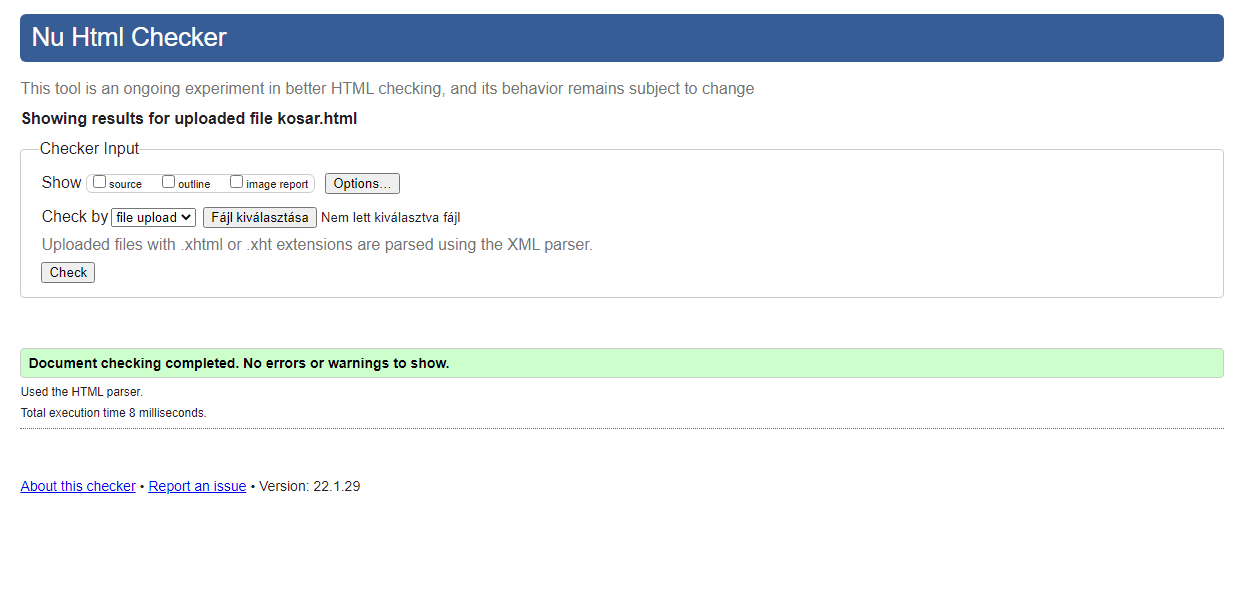 Nu Html Checker
This tool is an ongoing experiment in better HTML checking, and its behavior remains subject to change
Showing results for uploaded file kosar.html
Checker Input
Show source outline image report Options...
Check by file upload Fájl kiválasztása Nem lett kiválasztva fájl
Uploaded files with .xhtml or .xht extensions are parsed using the XML parser.
Check
Document checking completed. No errors or warnings to show.
Used the HTML parser.
Total execution time 8 milliseconds.
About this checker • Report an issue • Version: 22.1.29